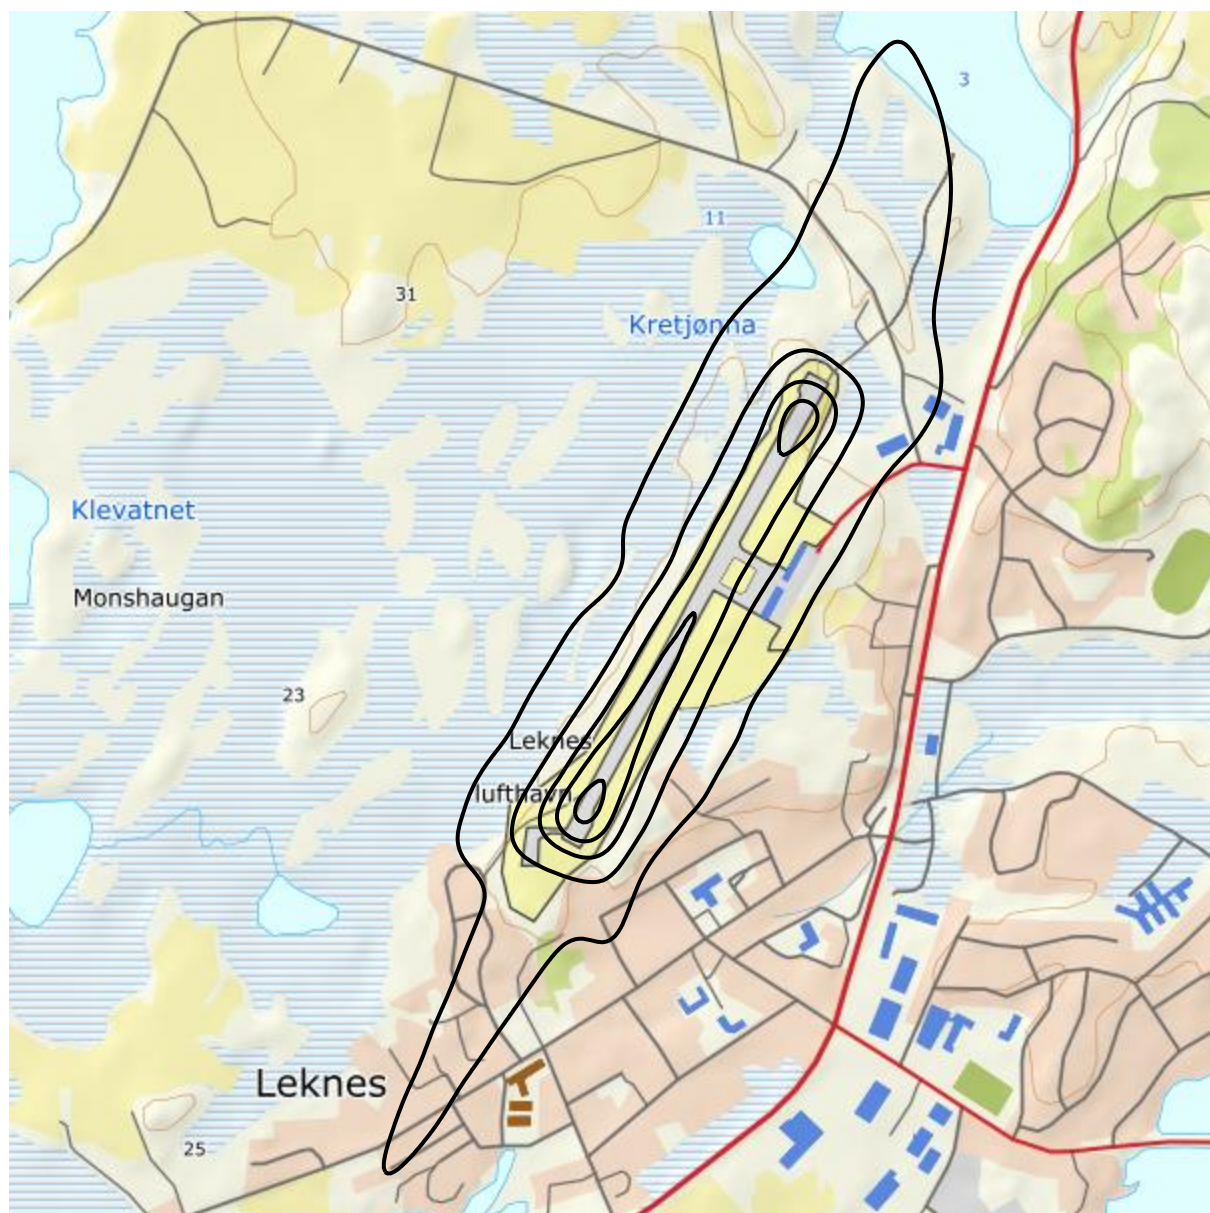 3
11
31
Kretjønna
Klevatnet
Monshaugan
23
Leknes
lufthavn
Leknes
25